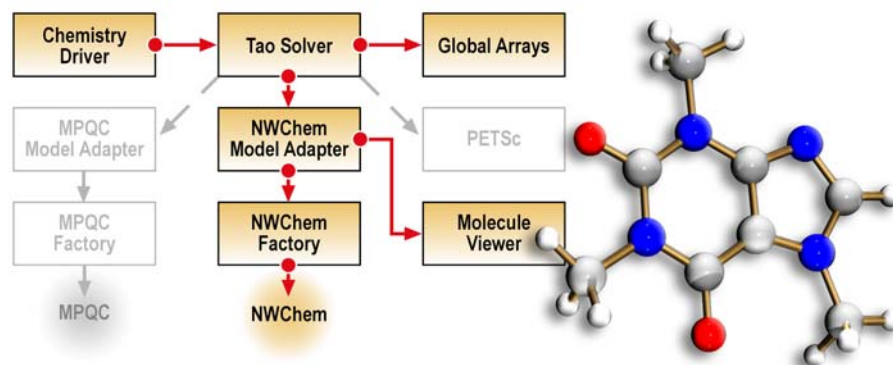 Chemistry
Driver
Tao Solver
Global Arrays
MPQC
Model Adapter
NWChem
Model Adapter
PETSc
MPQC
Factory
NWChem
Factory
Molecule
Viewer
MPQC
NWChem